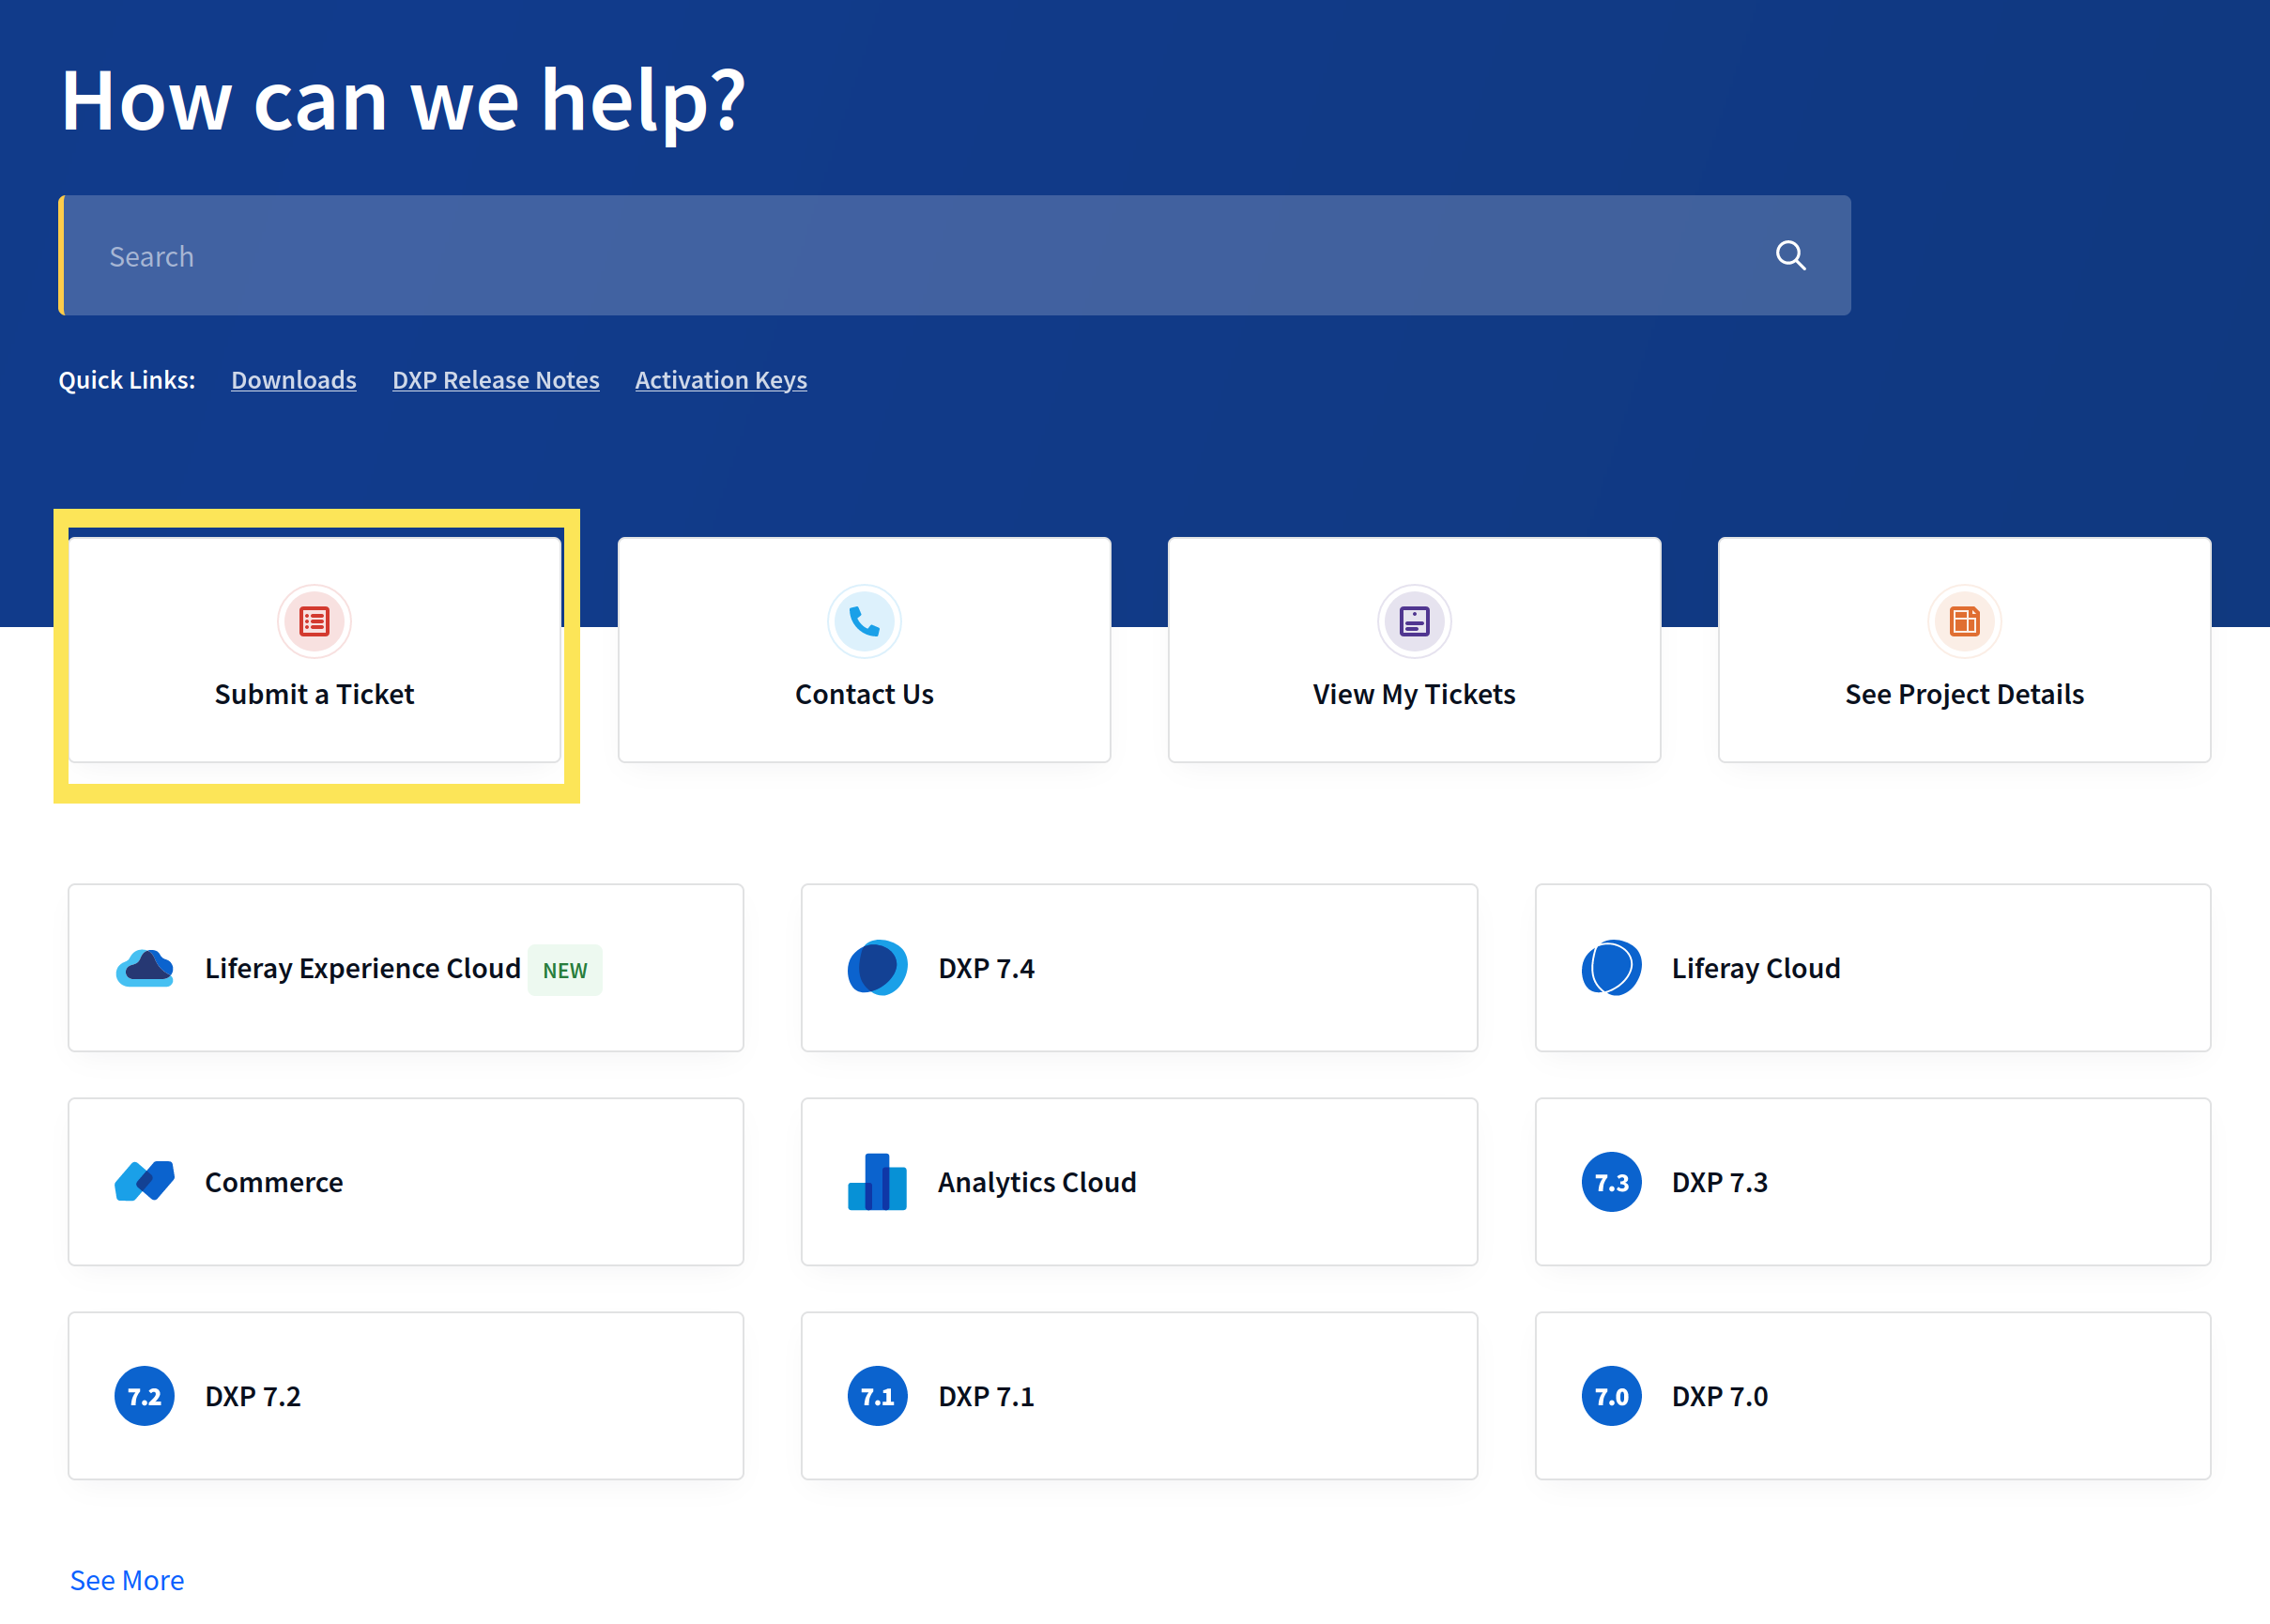 How can we help?
Search
Quick Links: Downloads DXP Release Notes Activation Keys
Submit a Ticket
Contact Us
View My Tickets
See Project Details
Liferay Experience Cloud NEW
DXP 7.4
Liferay Cloud
Commerce
Analytics Cloud
7.3 DXP 7.3
7.2 DXP 7.2
7.1 DXP 7.1
7.0 DXP 7.0
See More